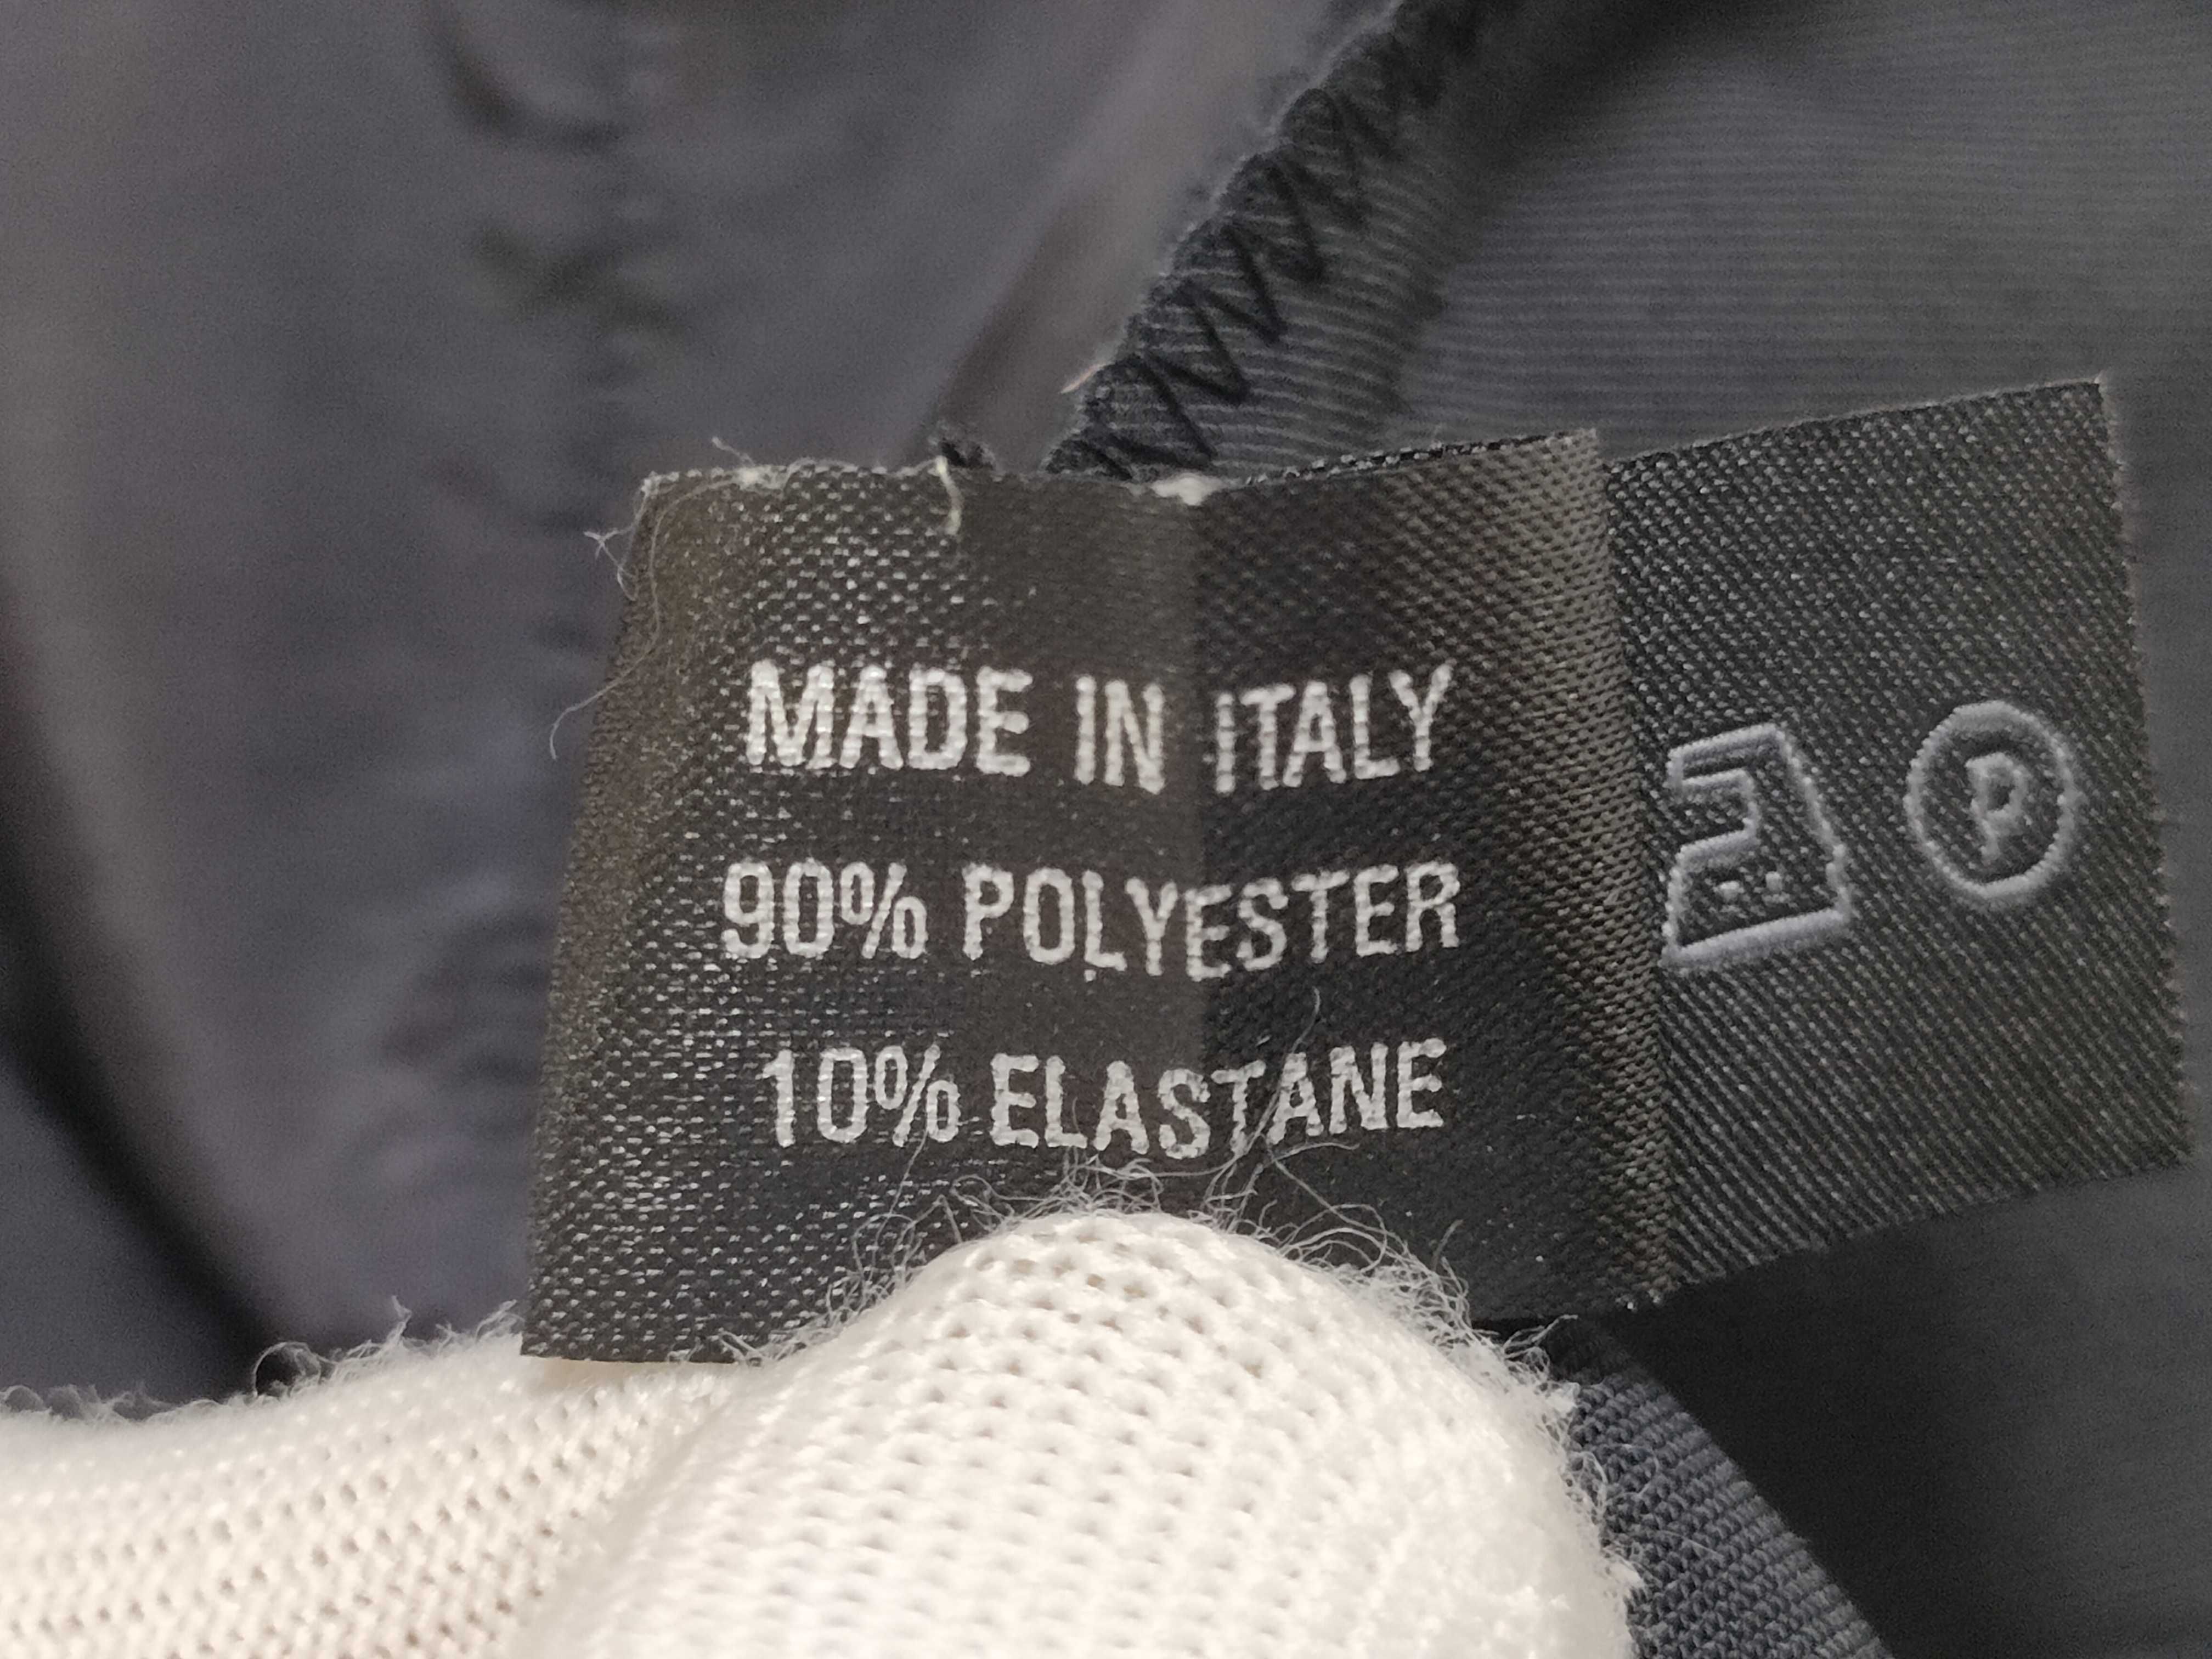 MADE IN ITALY
90% POLYESTER
10% ELASTANE
P